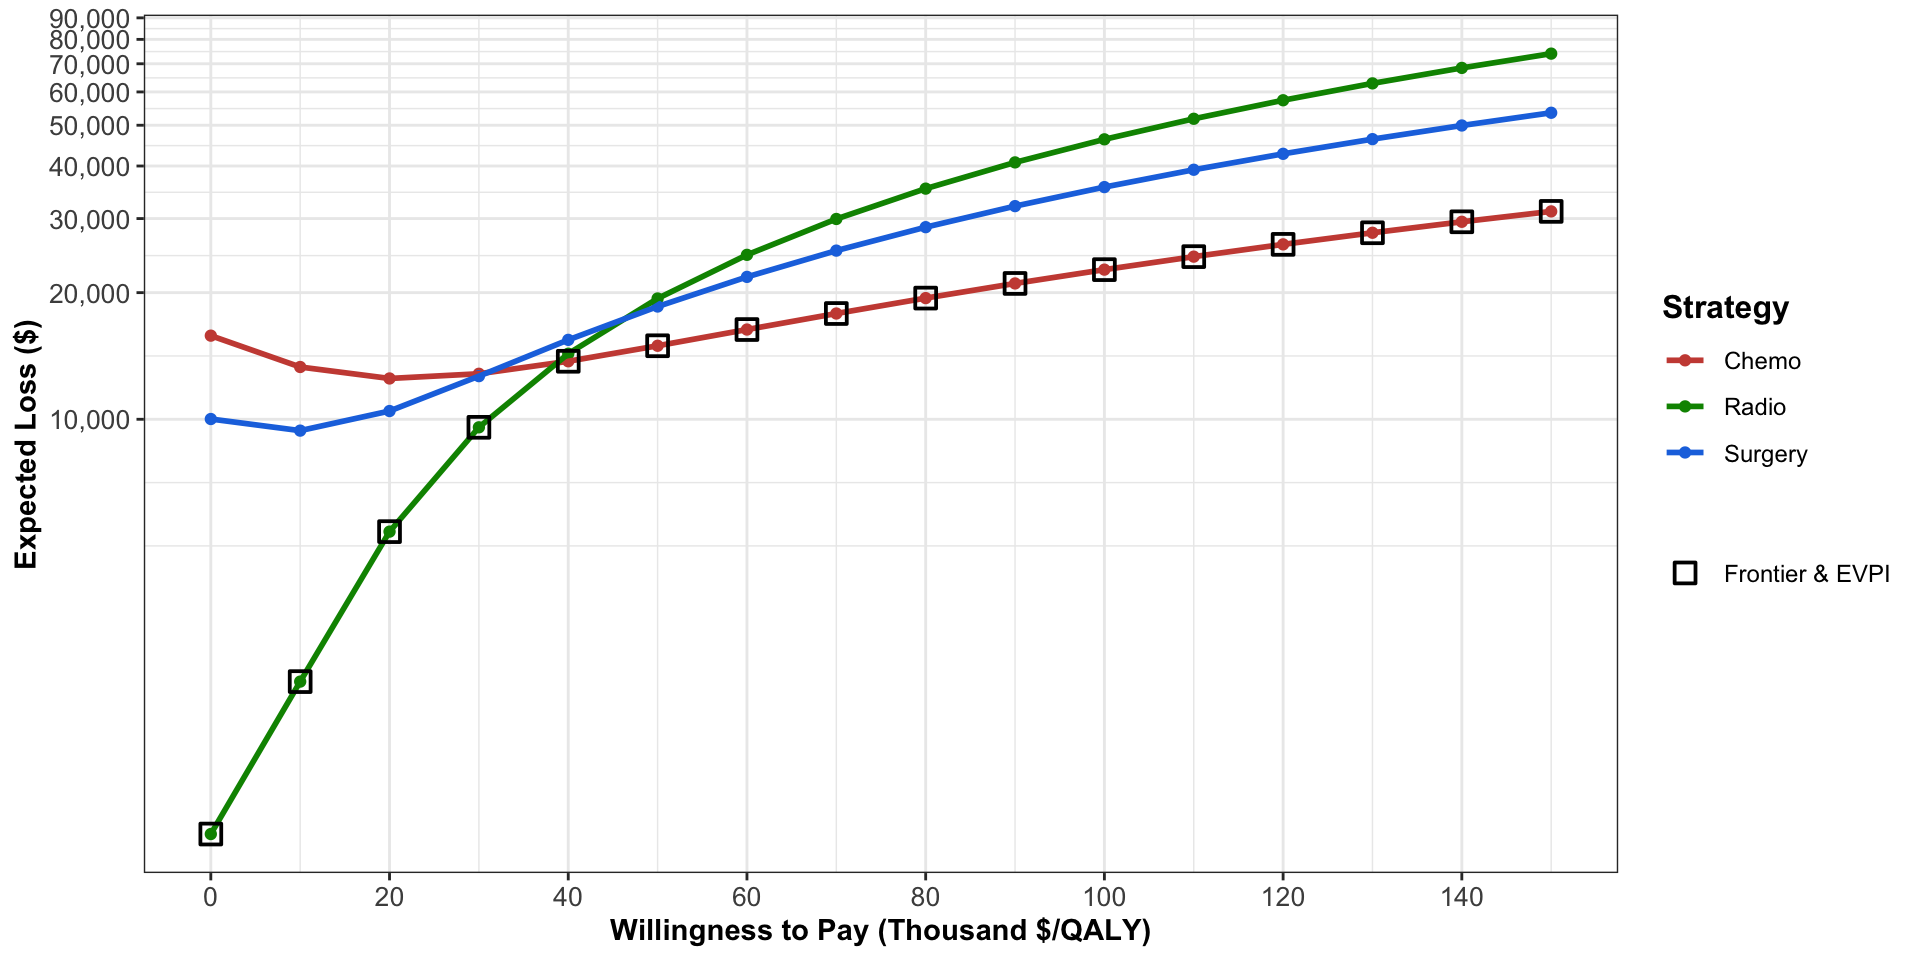 90,000
80,000
70,000
60,000
50,000
40,000
30,000
20,000
10,000
Expected Loss ($)
0 20 40 60 80 100 120 140
Willingness to Pay (Thousand $/QALY)
Strategy
Chemo
Radio
Surgery
Frontier & EVPI